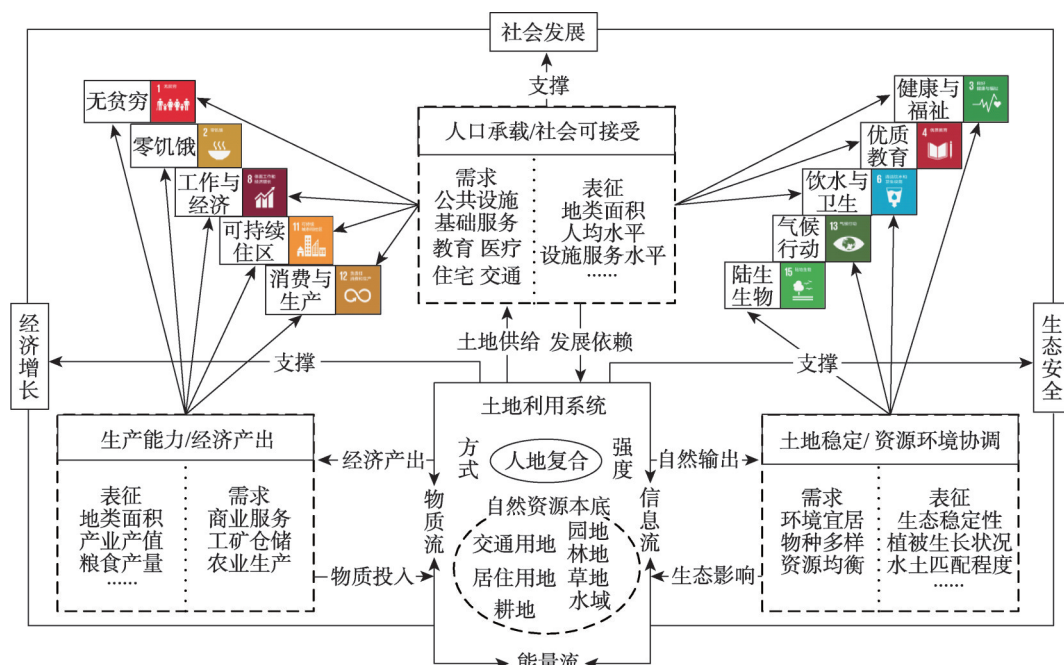 社会发展
支撑
无贫穷
1
零饥饿
2
工作与
经济
8
可持续
住区
11
消费与
生产
12
人口承载/社会可接受
需求
公共设施
基础服务
教育 医疗
住宅 交通
表征
地类面积
人均水平
设施服务水平
……
健康与
福祉
3
优质
教育
4
饮水与
卫生
6
气候
行动
13
陆生
生物
15
经济增长
生态安全
土地供给
发展依赖
支撑
支撑
生产能力/经济产出
表征
地类面积
产业产值
粮食产量
……
需求
商业服务
工矿仓储
农业生产
经济产出
物质投入
土地利用系统
方式
人地复合
强度
物质流
信息流
自然资源本底
交通用地
居住用地
耕地
园地
林地
草地
水域
能量流
自然输出
生态影响
土地稳定/ 资源环境协调
需求
环境宜居
物种多样
资源均衡
表征
生态稳定性
植被生长状况
水土匹配程度
……